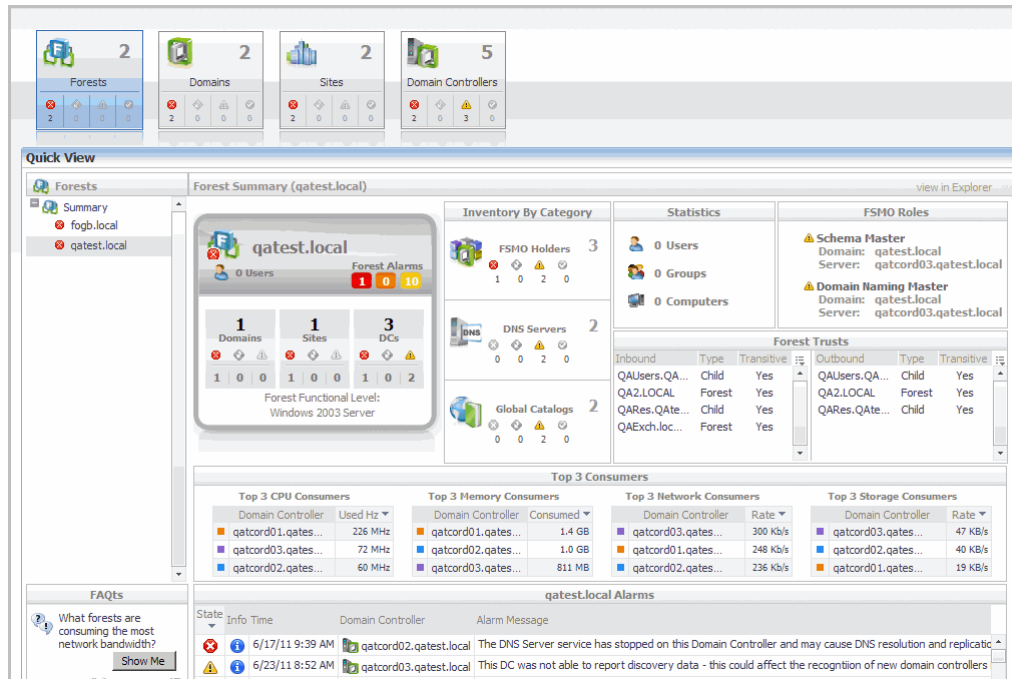 2 2 2 5
Forests Domains Sites Domain Controllers
2 0 0 0 2 0 0 0 2 0 0 0 2 0 3 0
Quick View
Forests
Summary
fogb.local
qatest.local
Forest Summary (qatest.local) view in Explorer
qatest.local
0 Users
Forest Alarms
1 0 10
1 1 3
Domains Sites DCs
1 0 0 1 0 0 1 0 2
Forest Functional Level:
Windows 2003 Server
Inventory By Category
FSMO Holders 3
1 0 2 0
DNS
DNS Servers 2
0 0 2 0
Global Catalogs 2
0 0 2 0
Statistics
0 Users
0 Groups
0 Computers
FSMO Roles
Schema Master
Domain: qatest.local
Server: qatcord03.qatest.local
Domain Naming Master
Domain: qatest.local
Server: qatcord03.qatest.local
Forest Trusts
Inbound Type Transitive Outbound Type Transitive
QAUsers.QA... Child Yes QAUsers.QA... Child Yes
QA2.LOCAL Forest Yes QA2.LOCAL Forest Yes
QARes.QAte... Child Yes QARes.QAte... Child Yes
QAExch.loc... Forest Yes
Top 3 Consumers
Top 3 CPU Consumers
Domain Controller Used Hz
qatcord01.qates... 226 MHz
qatcord03.qates... 72 MHz
qatcord02.qates... 60 MHz
Top 3 Memory Consumers
Domain Controller Consumed
qatcord01.qates... 1.4 GB
qatcord02.qates... 1.0 GB
qatcord03.qates... 811 MB
Top 3 Network Consumers
Domain Controller Rate
qatcord03.qates... 300 Kb/s
qatcord01.qates... 248 Kb/s
qatcord02.qates... 236 Kb/s
Top 3 Storage Consumers
Domain Controller Rate
qatcord03.qates... 47 KB/s
qatcord02.qates... 40 KB/s
qatcord01.qates... 19 KB/s
FAQts
What forests are
consuming the most
network bandwidth?
Show Me
qatest.local Alarms
State Info Time Domain Controller Alarm Message
6/17/11 9:39 AM qatcord02.qatest.local The DNS Server service has stopped on this Domain Controller and may cause DNS resolution and replicatio
6/23/11 8:52 AM qatcord03.qatest.local This DC was not able to report discovery data - this could affect the recogntiion of new domain controllers